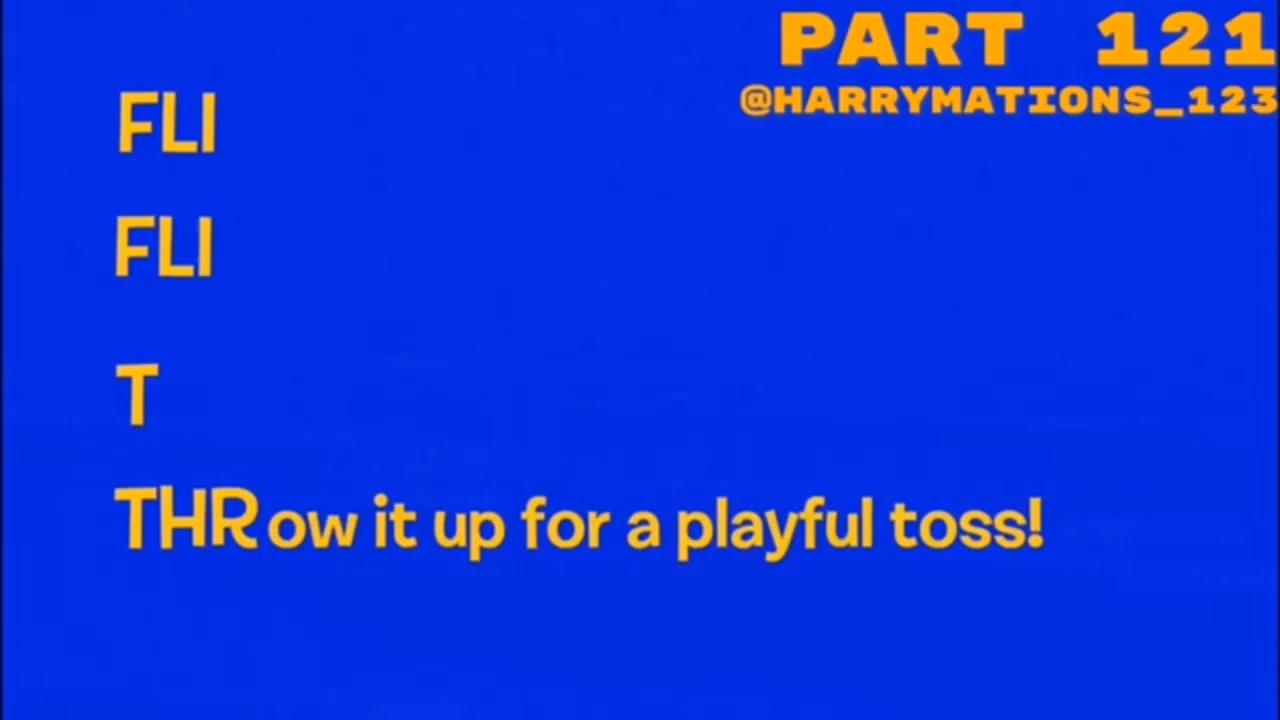 PART 121
@HARRYMATIONS_123
FLI
FLI
T
THRow it up for a playful toss!